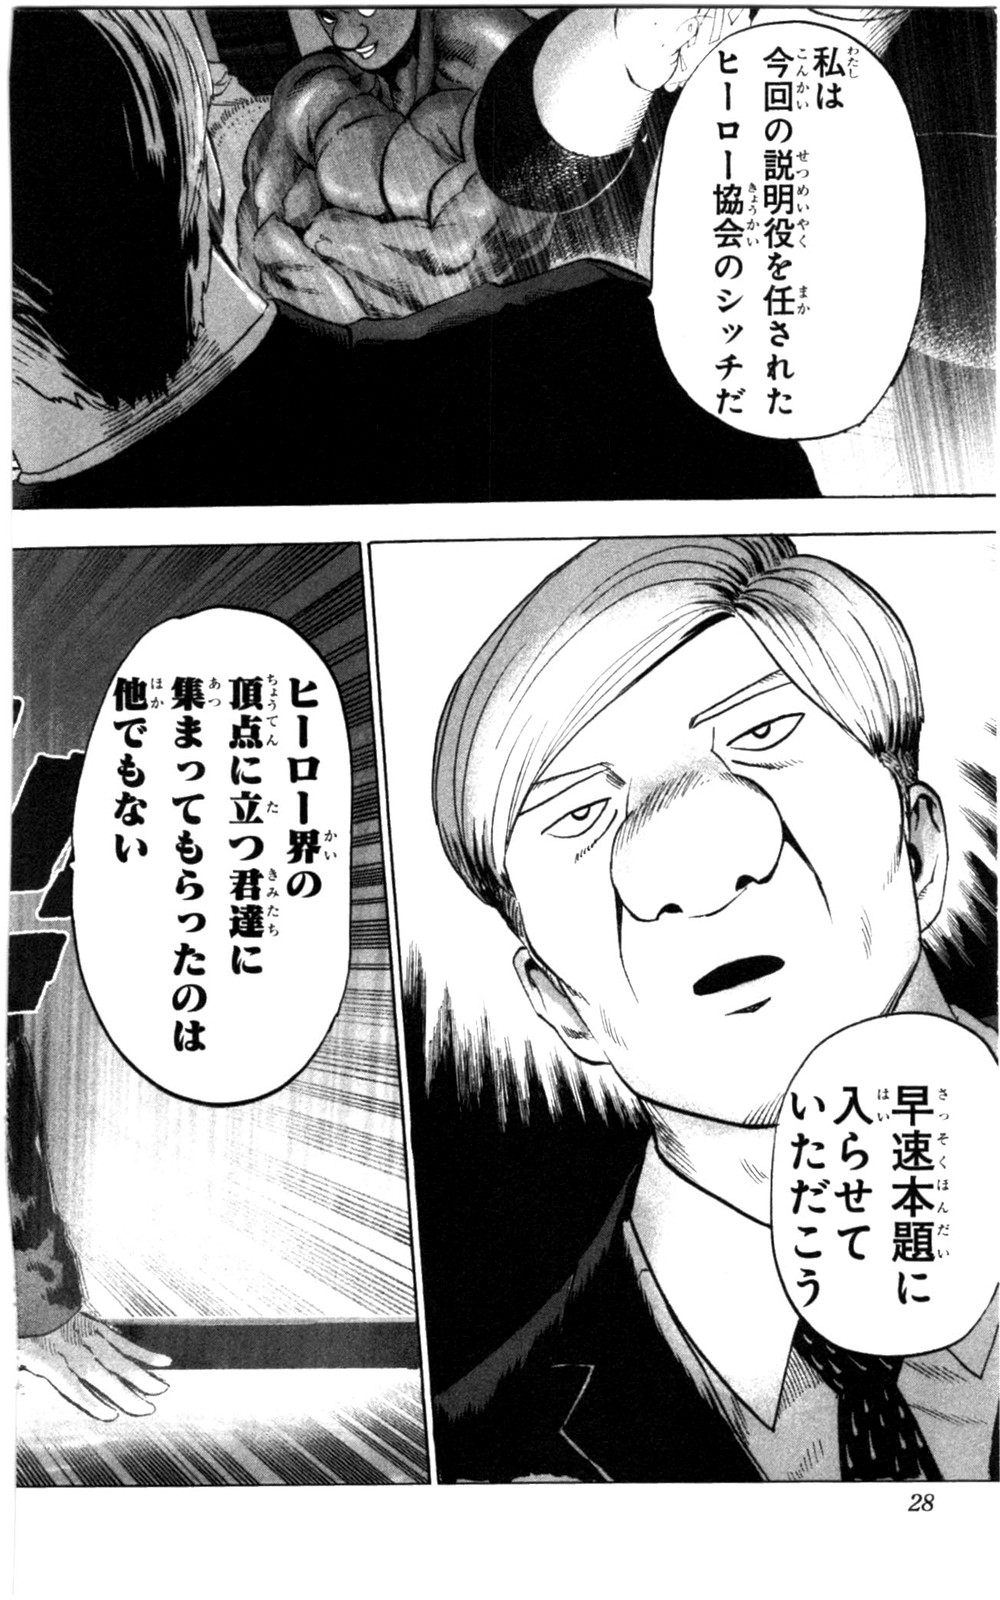 私は
今回の説明役を任された
ヒーロー協会のシッチだ
早速本題に
入らせて
いただこう
ヒーロー界の
頂点に立つ君達に
集まってもらったのは
他でもない
28